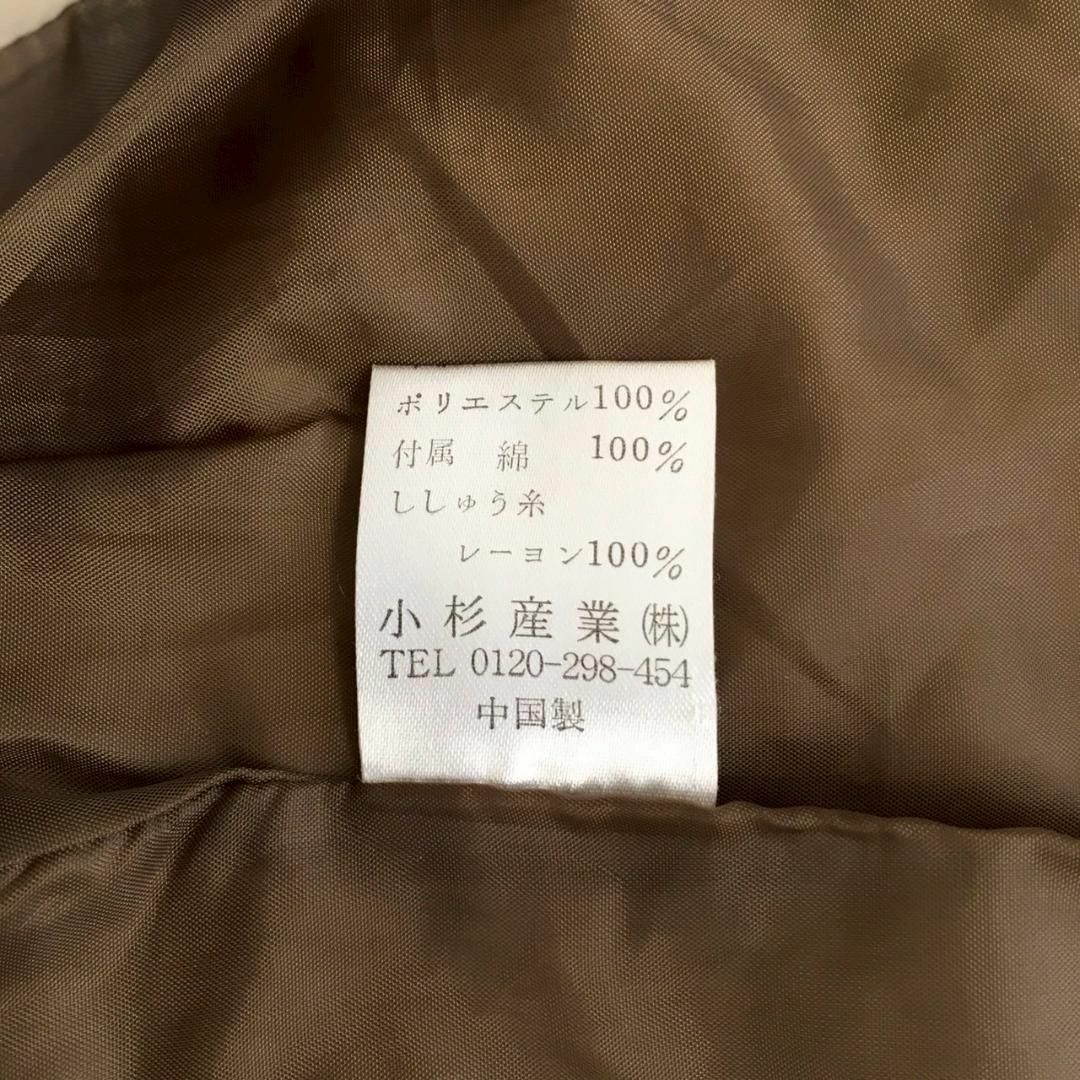 ポリエステル100%
付属 綿 100%
ししゅう糸
レーヨン100%
小杉産業㈱
TEL 0120-298-454
中国製